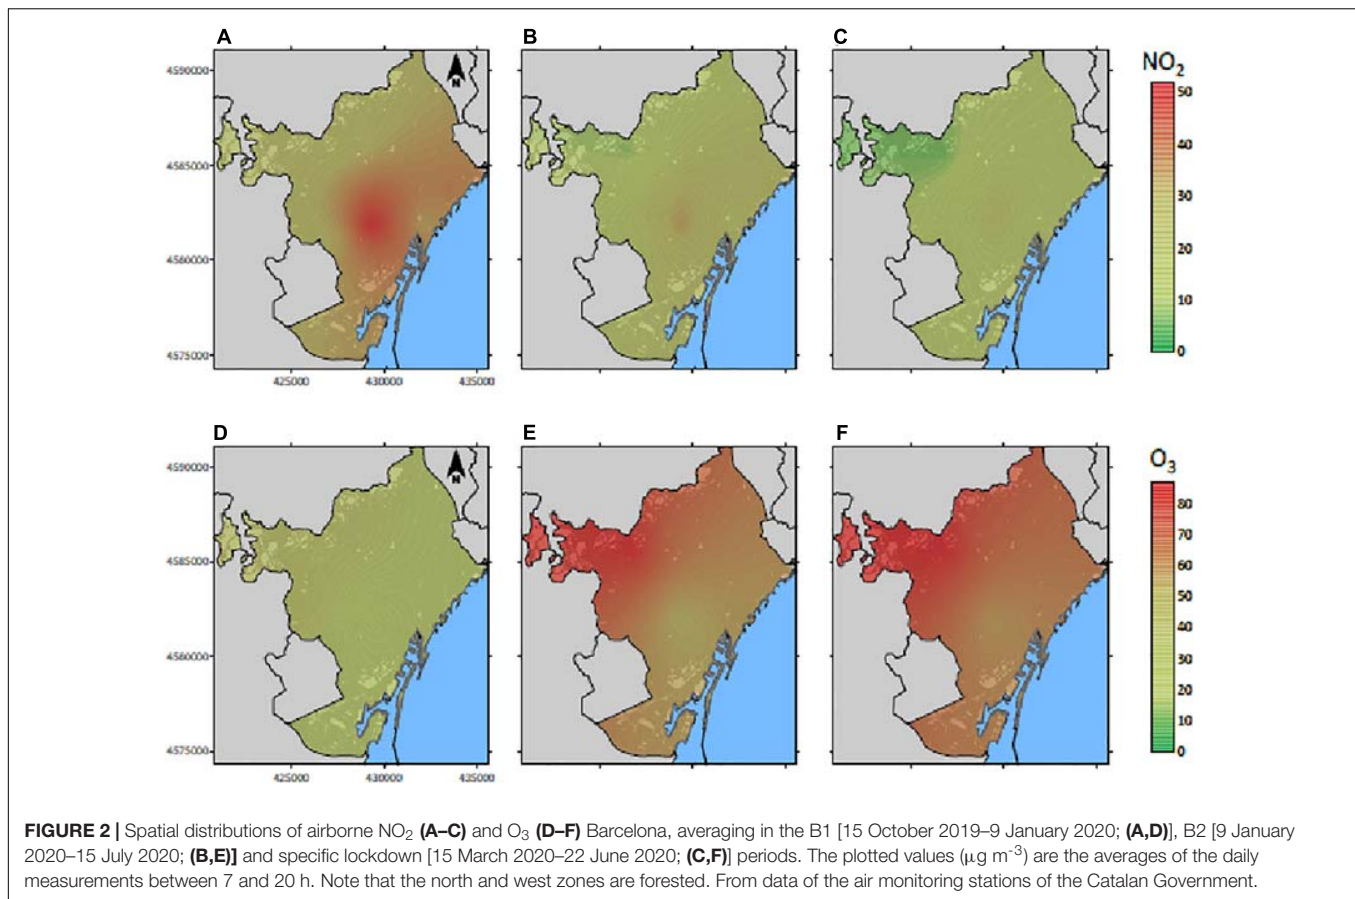 A
B
C
4590000
4585000
4580000
4575000
425000
430000
435000
N
NO2
50
40
30
20
10
0
D
E
F
4590000
4585000
4580000
4575000
425000
430000
435000
N
O3
80
70
60
50
40
30
20
10
0
FIGURE 2 | Spatial distributions of airborne NO2 (A–C) and O3 (D–F) Barcelona, averaging in the B1 [15 October 2019–9 January 2020; (A,D)], B2 [9 January
2020–15 July 2020; (B,E)] and specific lockdown [15 March 2020–22 June 2020; (C,F)] periods. The plotted values (μg m-3) are the averages of the daily
measurements between 7 and 20 h. Note that the north and west zones are forested. From data of the air monitoring stations of the Catalan Government.